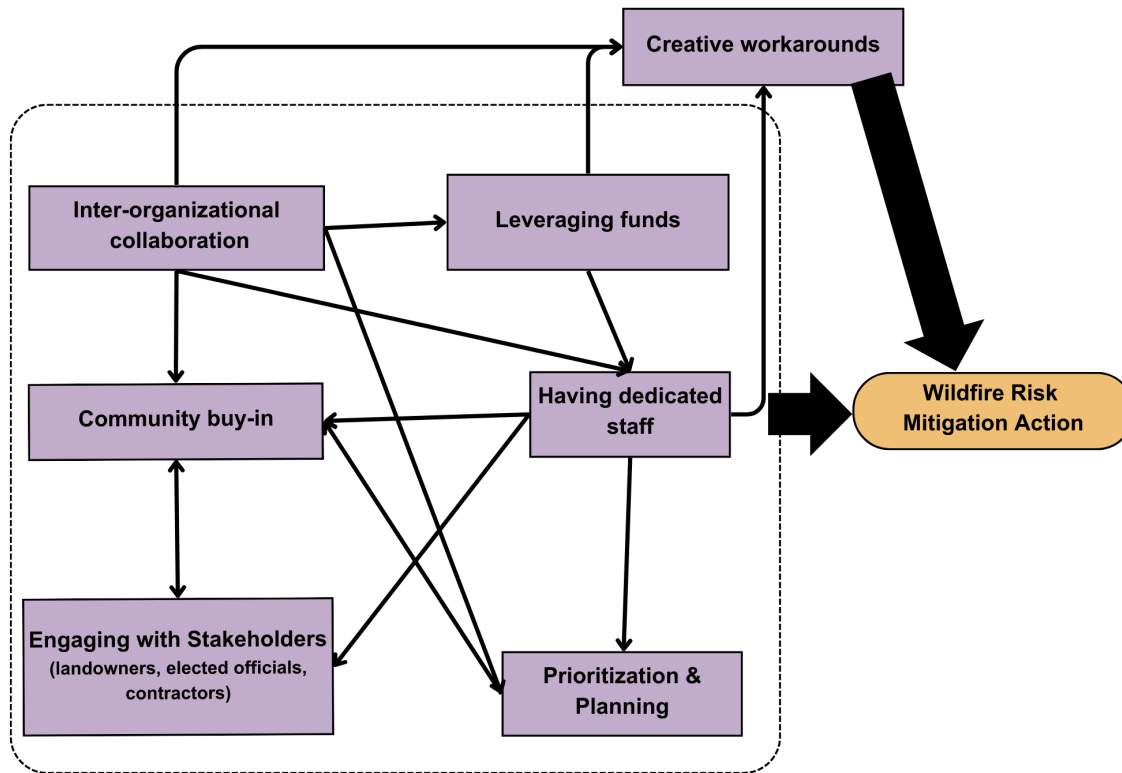 Creative workarounds
Inter-organizational
collaboration
Leveraging funds
Community buy-in
Having dedicated
staff
Wildfire Risk
Mitigation Action
Engaging with Stakeholders
(landowners, elected officials,
contractors)
Prioritization &
Planning